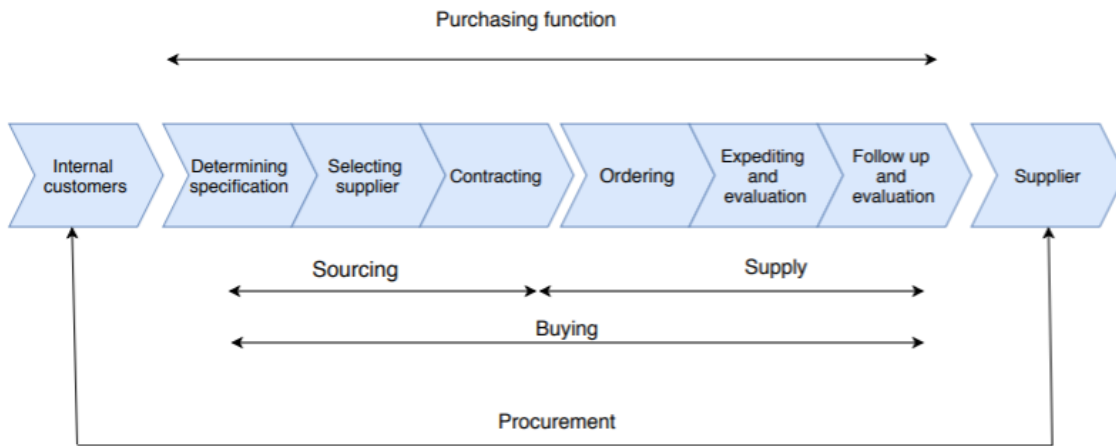 Purchasing function
Internal
customers
Determining
specification
Selecting
supplier
Contracting
Ordering
Expediting
and
evaluation
Follow up
and
evaluation
Supplier
Sourcing
Supply
Buying
Procurement